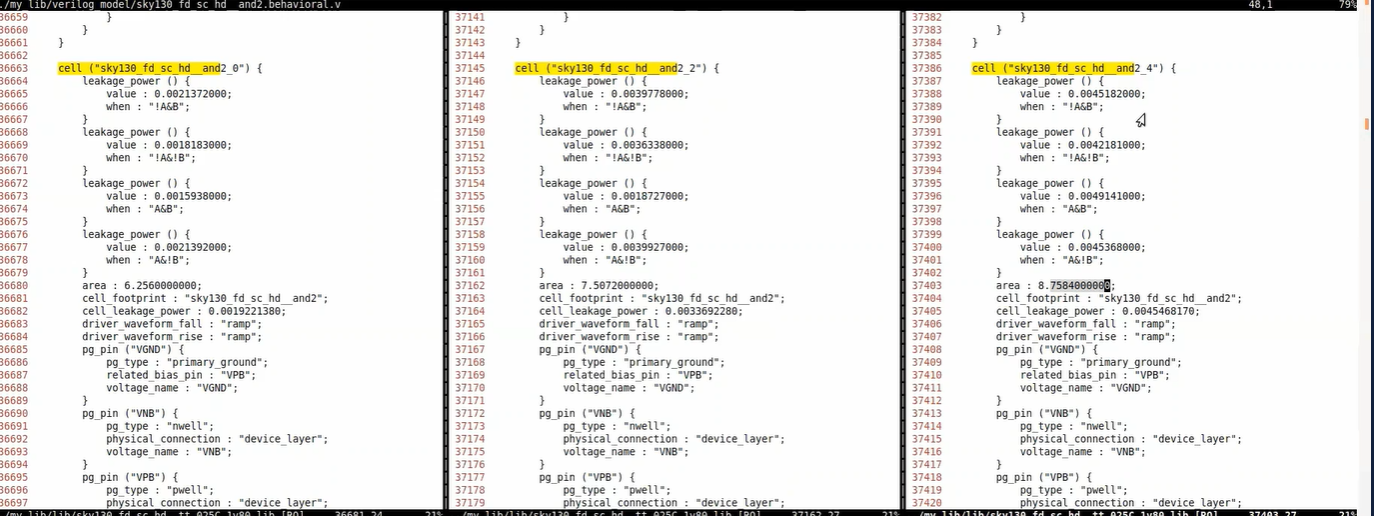 ./my_lib/verilog_model/sky130_fd_sc_hd__and2.behavioral.v 48,1 79%
36659 }
36660 }
36661 }
36662
36663 cell ("sky130_fd_sc_hd__and2_0") {
36664 leakage_power () {
36665 value : 0.0021372000;
36666 when : "!A&B";
36667 }
36668 leakage_power () {
36669 value : 0.0018183000;
36670 when : "!A&!B";
36671 }
36672 leakage_power () {
36673 value : 0.0015938000;
36674 when : "A&B";
36675 }
36676 leakage_power () {
36677 value : 0.0021392000;
36678 when : "A&!B";
36679 }
36680 area : 6.2560000000;
36681 cell_footprint : "sky130_fd_sc_hd__and2";
36682 cell_leakage_power : 0.0019221380;
36683 driver_waveform_fall : "ramp";
36684 driver_waveform_rise : "ramp";
36685 pg_pin ("VGND") {
36686 pg_type : "primary_ground";
36687 related_bias_pin : "VPB";
36688 voltage_name : "VGND";
36689 }
36690 pg_pin ("VNB") {
36691 pg_type : "nwell";
36692 physical_connection : "device_layer";
36693 voltage_name : "VNB";
36694 }
36695 pg_pin ("VPB") {
36696 pg_type : "pwell";
36697 physical_connection : "device_layer";
./my_lib/lib/sky130_fd_sc_hd__tt_025C_1v80.lib [RO] 36681,24 21%
37141 }
37142 }
37143 }
37144
37145 cell ("sky130_fd_sc_hd__and2_2") {
37146 leakage_power () {
37147 value : 0.0039778000;
37148 when : "!A&B";
37149 }
37150 leakage_power () {
37151 value : 0.0036338000;
37152 when : "!A&!B";
37153 }
37154 leakage_power () {
37155 value : 0.0018727000;
37156 when : "A&B";
37157 }
37158 leakage_power () {
37159 value : 0.0039927000;
37160 when : "A&!B";
37161 }
37162 area : 7.5072000000;
37163 cell_footprint : "sky130_fd_sc_hd__and2";
37164 cell_leakage_power : 0.0033692280;
37165 driver_waveform_fall : "ramp";
37166 driver_waveform_rise : "ramp";
37167 pg_pin ("VGND") {
37168 pg_type : "primary_ground";
37169 related_bias_pin : "VPB";
37170 voltage_name : "VGND";
37171 }
37172 pg_pin ("VNB") {
37173 pg_type : "nwell";
37174 physical_connection : "device_layer";
37175 voltage_name : "VNB";
37176 }
37177 pg_pin ("VPB") {
37178 pg_type : "pwell";
37179 physical_connection : "device_layer";
./my_lib/lib/sky130_fd_sc_hd__tt_025C_1v80.lib [RO] 37162,27 21%
37382 }
37383 }
37384 }
37385
37386 cell ("sky130_fd_sc_hd__and2_4") {
37387 leakage_power () {
37388 value : 0.0045182000;
37389 when : "!A&B";
37390 }
37391 leakage_power () {
37392 value : 0.0042181000;
37393 when : "!A&!B";
37394 }
37395 leakage_power () {
37396 value : 0.0049141000;
37397 when : "A&B";
37398 }
37399 leakage_power () {
37400 value : 0.0045368000;
37401 when : "A&!B";
37402 }
37403 area : 8.7584000000;
37404 cell_footprint : "sky130_fd_sc_hd__and2";
37405 cell_leakage_power : 0.0045468170;
37406 driver_waveform_fall : "ramp";
37407 driver_waveform_rise : "ramp";
37408 pg_pin ("VGND") {
37409 pg_type : "primary_ground";
37410 related_bias_pin : "VPB";
37411 voltage_name : "VGND";
37412 }
37413 pg_pin ("VNB") {
37414 pg_type : "nwell";
37415 physical_connection : "device_layer";
37416 voltage_name : "VNB";
37417 }
37418 pg_pin ("VPB") {
37419 pg_type : "pwell";
37420 physical_connection : "device_layer";
./my_lib/lib/sky130_fd_sc_hd__tt_025C_1v80.lib [RO] 37403,27 21%